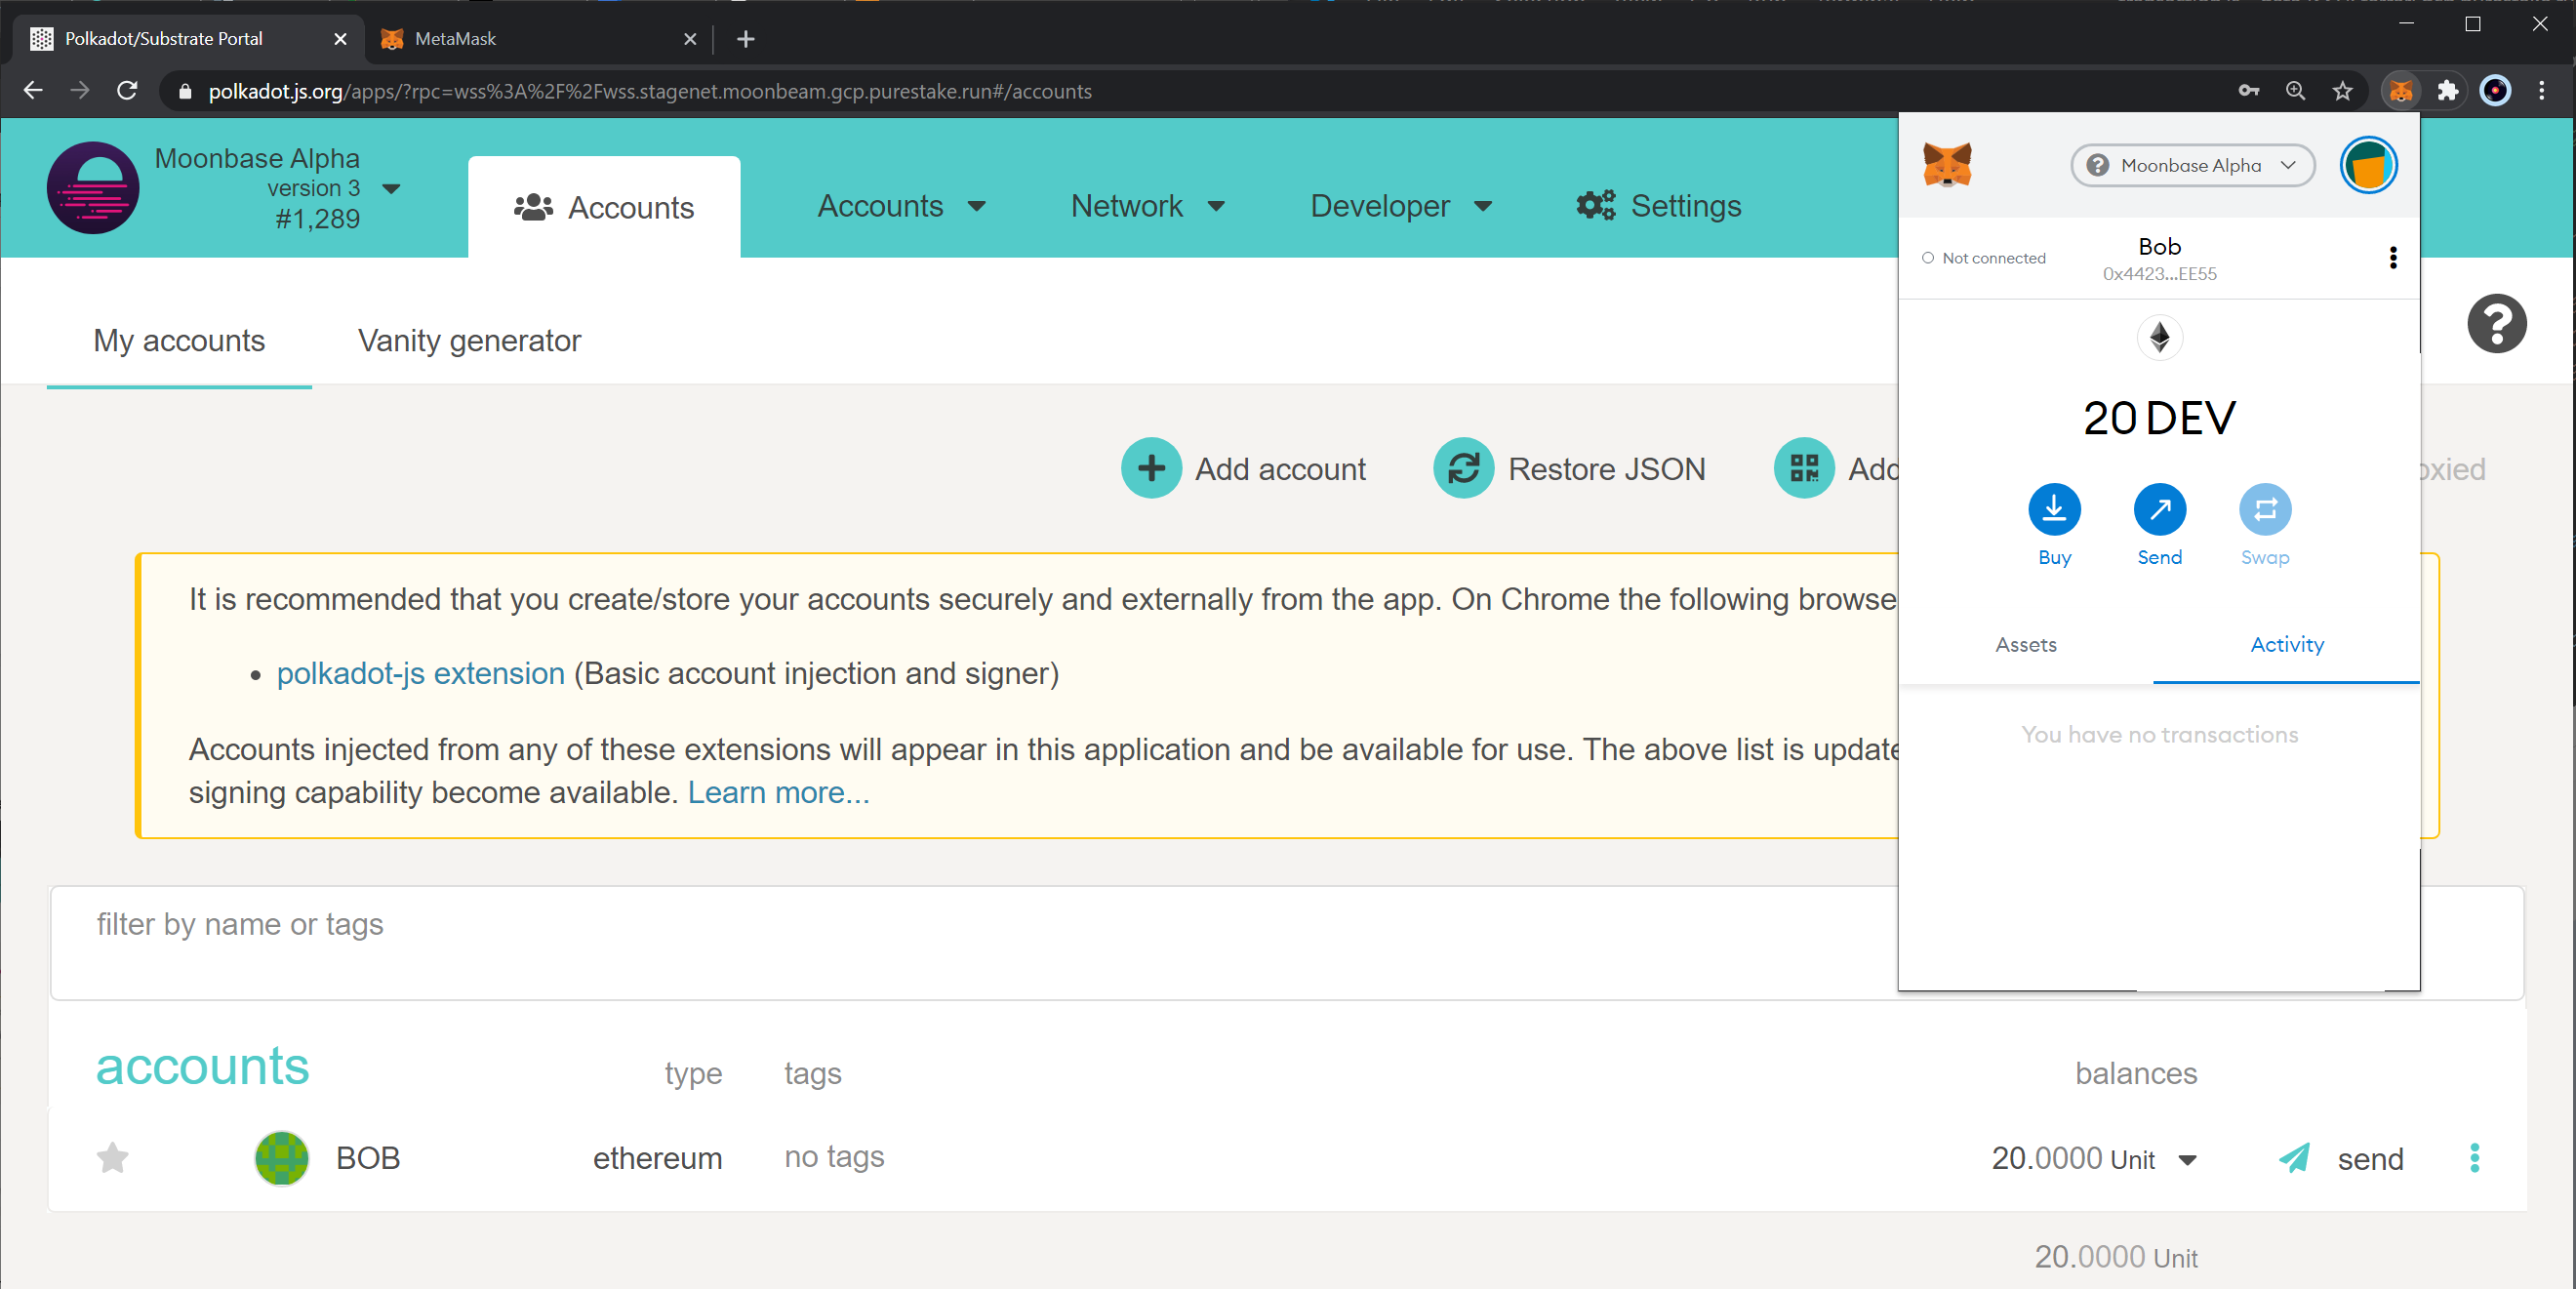 Polkadot/Substrate Portal
MetaMask
polkadot.js.org/apps/?rpc=wss%3A%2F%2Fwss.stagenet.moonbeam.gcp.purestake.run#/accounts
Moonbase Alpha
version 3
#1,289
Accounts
Accounts
Network
Developer
Settings
My accounts
Vanity generator
Add account
Restore JSON
Add
oxied
It is recommended that you create/store your accounts securely and externally from the app. On Chrome the following browse
• polkadot-js extension (Basic account injection and signer)
Accounts injected from any of these extensions will appear in this application and be available for use. The above list is update
signing capability become available. Learn more...
filter by name or tags
accounts
type
tags
balances
BOB
ethereum
no tags
20.0000 Unit
send
20.0000 Unit
Moonbase Alpha
Not connected
Bob
0x4423...EE55
20 DEV
Buy
Send
Swap
Assets
Activity
You have no transactions